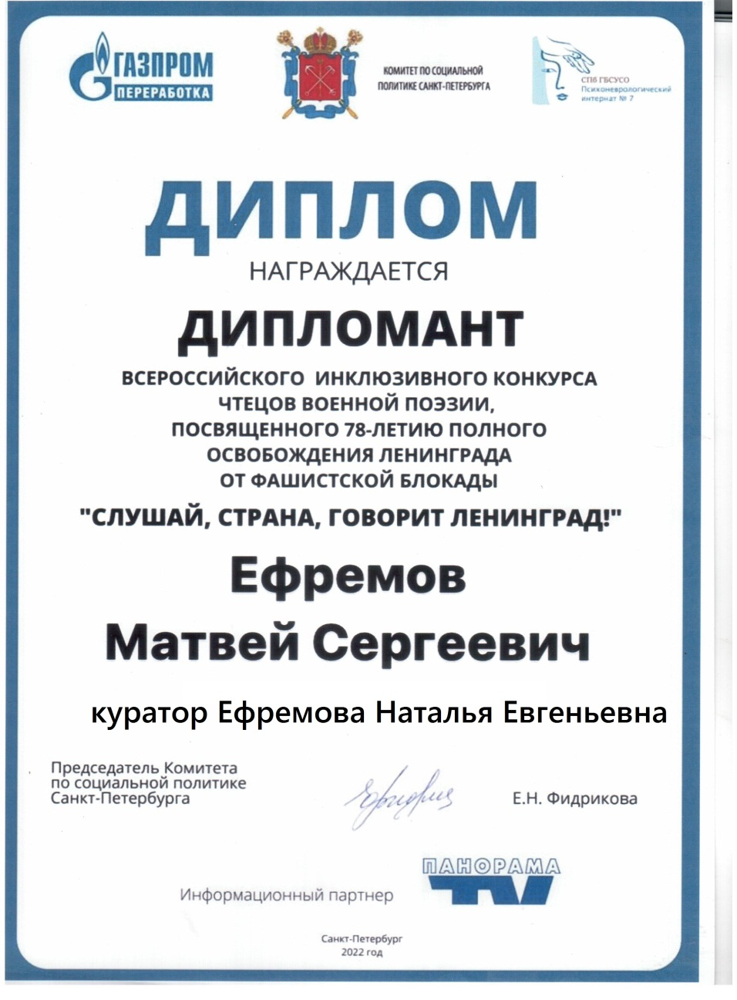 ГАЗПРОМ
ПЕРЕРАБОТКА
КОМИТЕТ ПО СОЦИАЛЬНОЙ
ПОЛИТИКЕ САНКТ-ПЕТЕРБУРГА
СПб ГБСУСО
Психоневрологический
интернат № 7
ДИПЛОМ
НАГРАЖДАЕТСЯ
ДИПЛОМАНТ
ВСЕРОССИЙСКОГО ИНКЛЮЗИВНОГО КОНКУРСА
ЧТЕЦОВ ВОЕННОЙ ПОЭЗИИ,
ПОСВЯЩЕННОГО 78-ЛЕТИЮ ПОЛНОГО
ОСВОБОЖДЕНИЯ ЛЕНИНГРАДА
ОТ ФАШИСТСКОЙ БЛОКАДЫ
"СЛУШАЙ, СТРАНА, ГОВОРИТ ЛЕНИНГРАД!"
Ефремов
Матвей Сергеевич
куратор Ефремова Наталья Евгеньевна
Председатель Комитета
по социальной политике
Санкт-Петербурга
Е.Н. Фидрикова
ПАНОРАМА
TV
Информационный партнер
Санкт-Петербург
2022 год